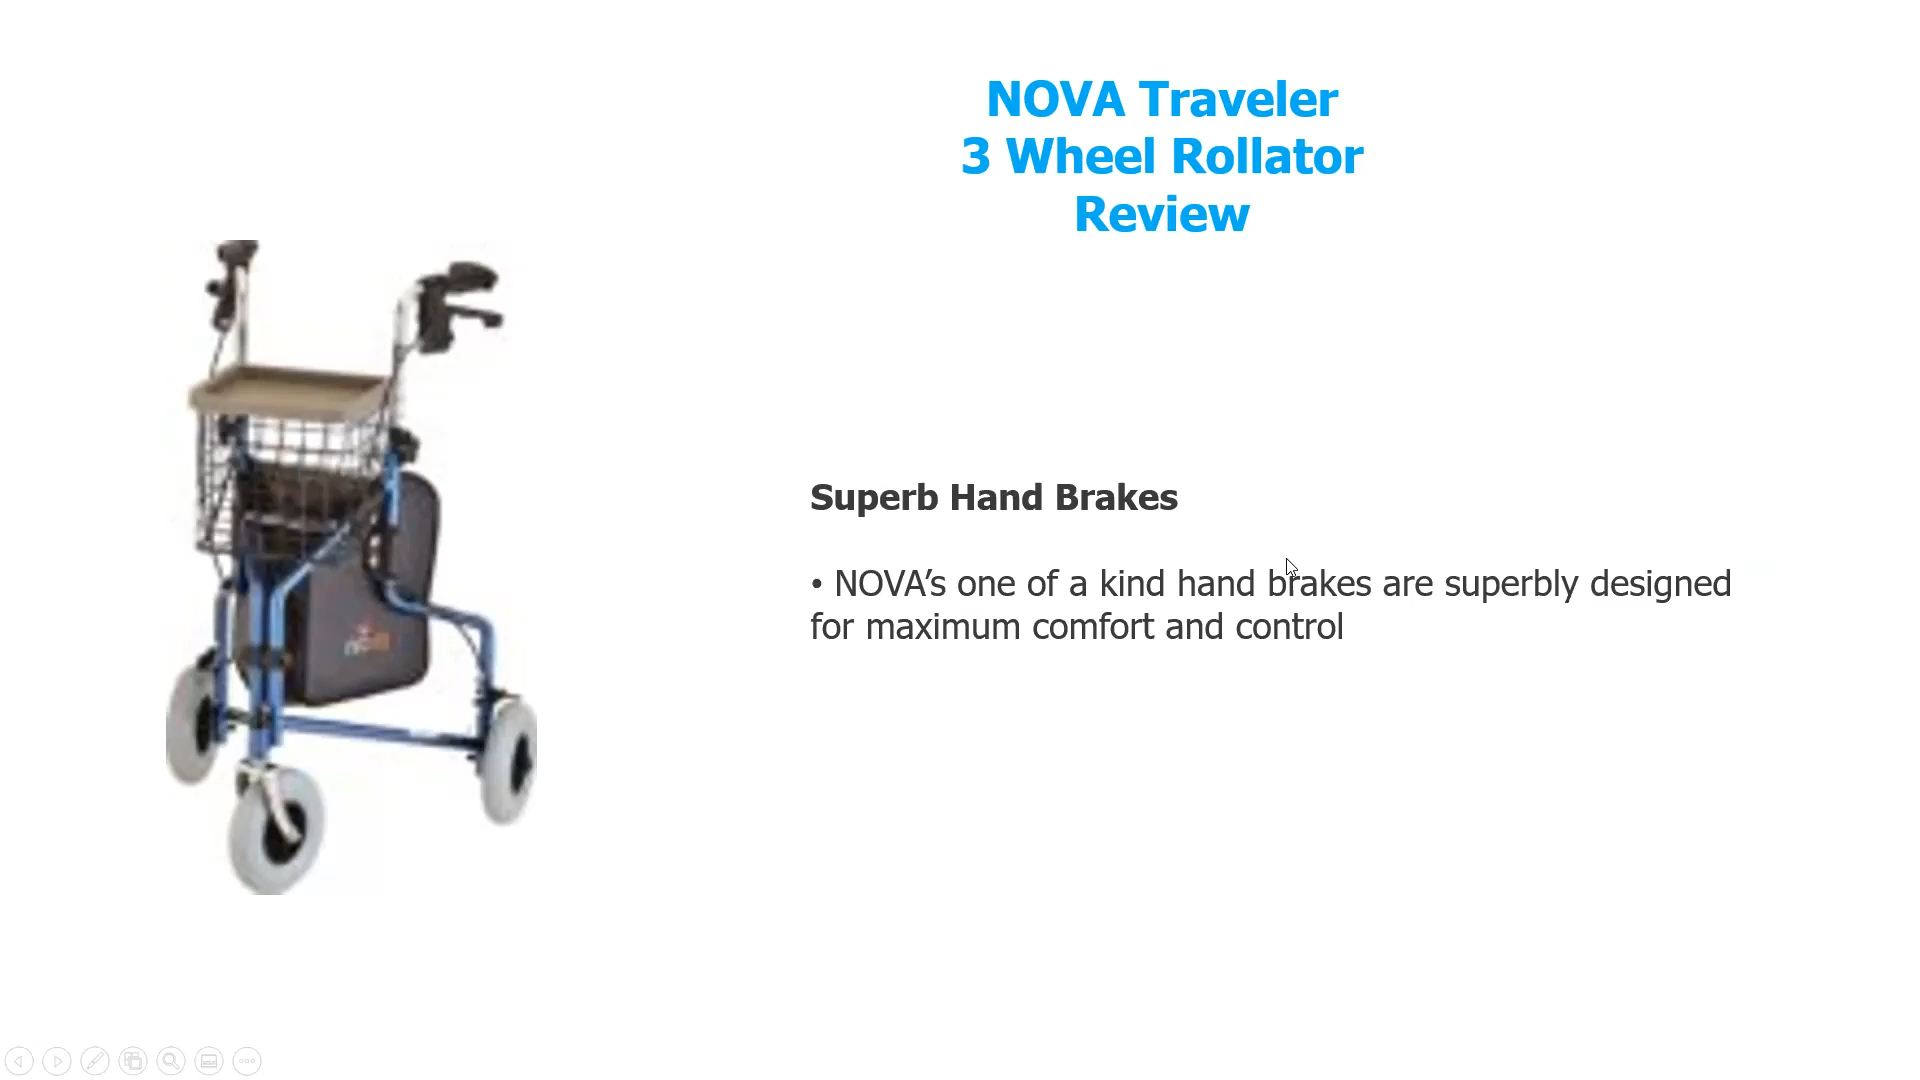 NOVA Traveler
3 Wheel Rollator
Review
Superb Hand Brakes
• NOVA’s one of a kind hand brakes are superbly designed
for maximum comfort and control